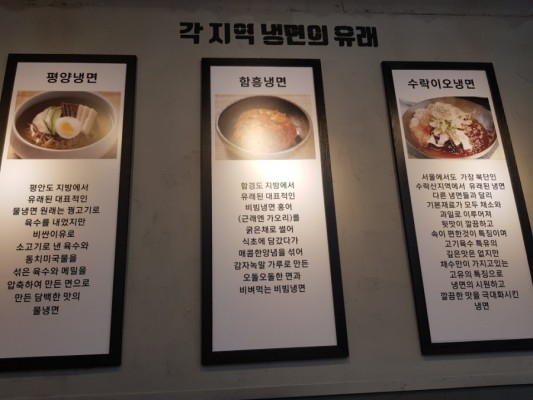 각 지역 냉면의 유래
평양냉면
평안도 지방에서
유래된 대표적인
물냉면 원래는 꿩고기로
육수를 내었지만
비싼이유로
소고기로 낸 육수와
동치미국물을
섞은 육수와 메밀을
압축하여 만든 면으로
만든 담백한 맛의
물냉면
함흥냉면
함경도 지방에서
유래된 대표적인
비빔냉면 홍어
(근래엔 가오리)를
굵은채로 썰어
식초에 담갔다가
매콤한양념을 섞어
감자녹말 가루로 만든
오돌오돌한 면과
비벼먹는 비빔냉면
수락이오냉면
서울에서도 가장 북단인
수락산지역에서 유래된 냉면
다른 냉면들과 달리
기본재료가 모두 채소와
과일로 이루어져
뒷맛이 깔끔하고
속이 편한것이 특징이며
고기육수 특유의
깊은맛은 없지만
채수만이 가지고있는
고유의 특징으로
냉면의 시원하고
깔끔한 맛을 극대화시킨
냉면